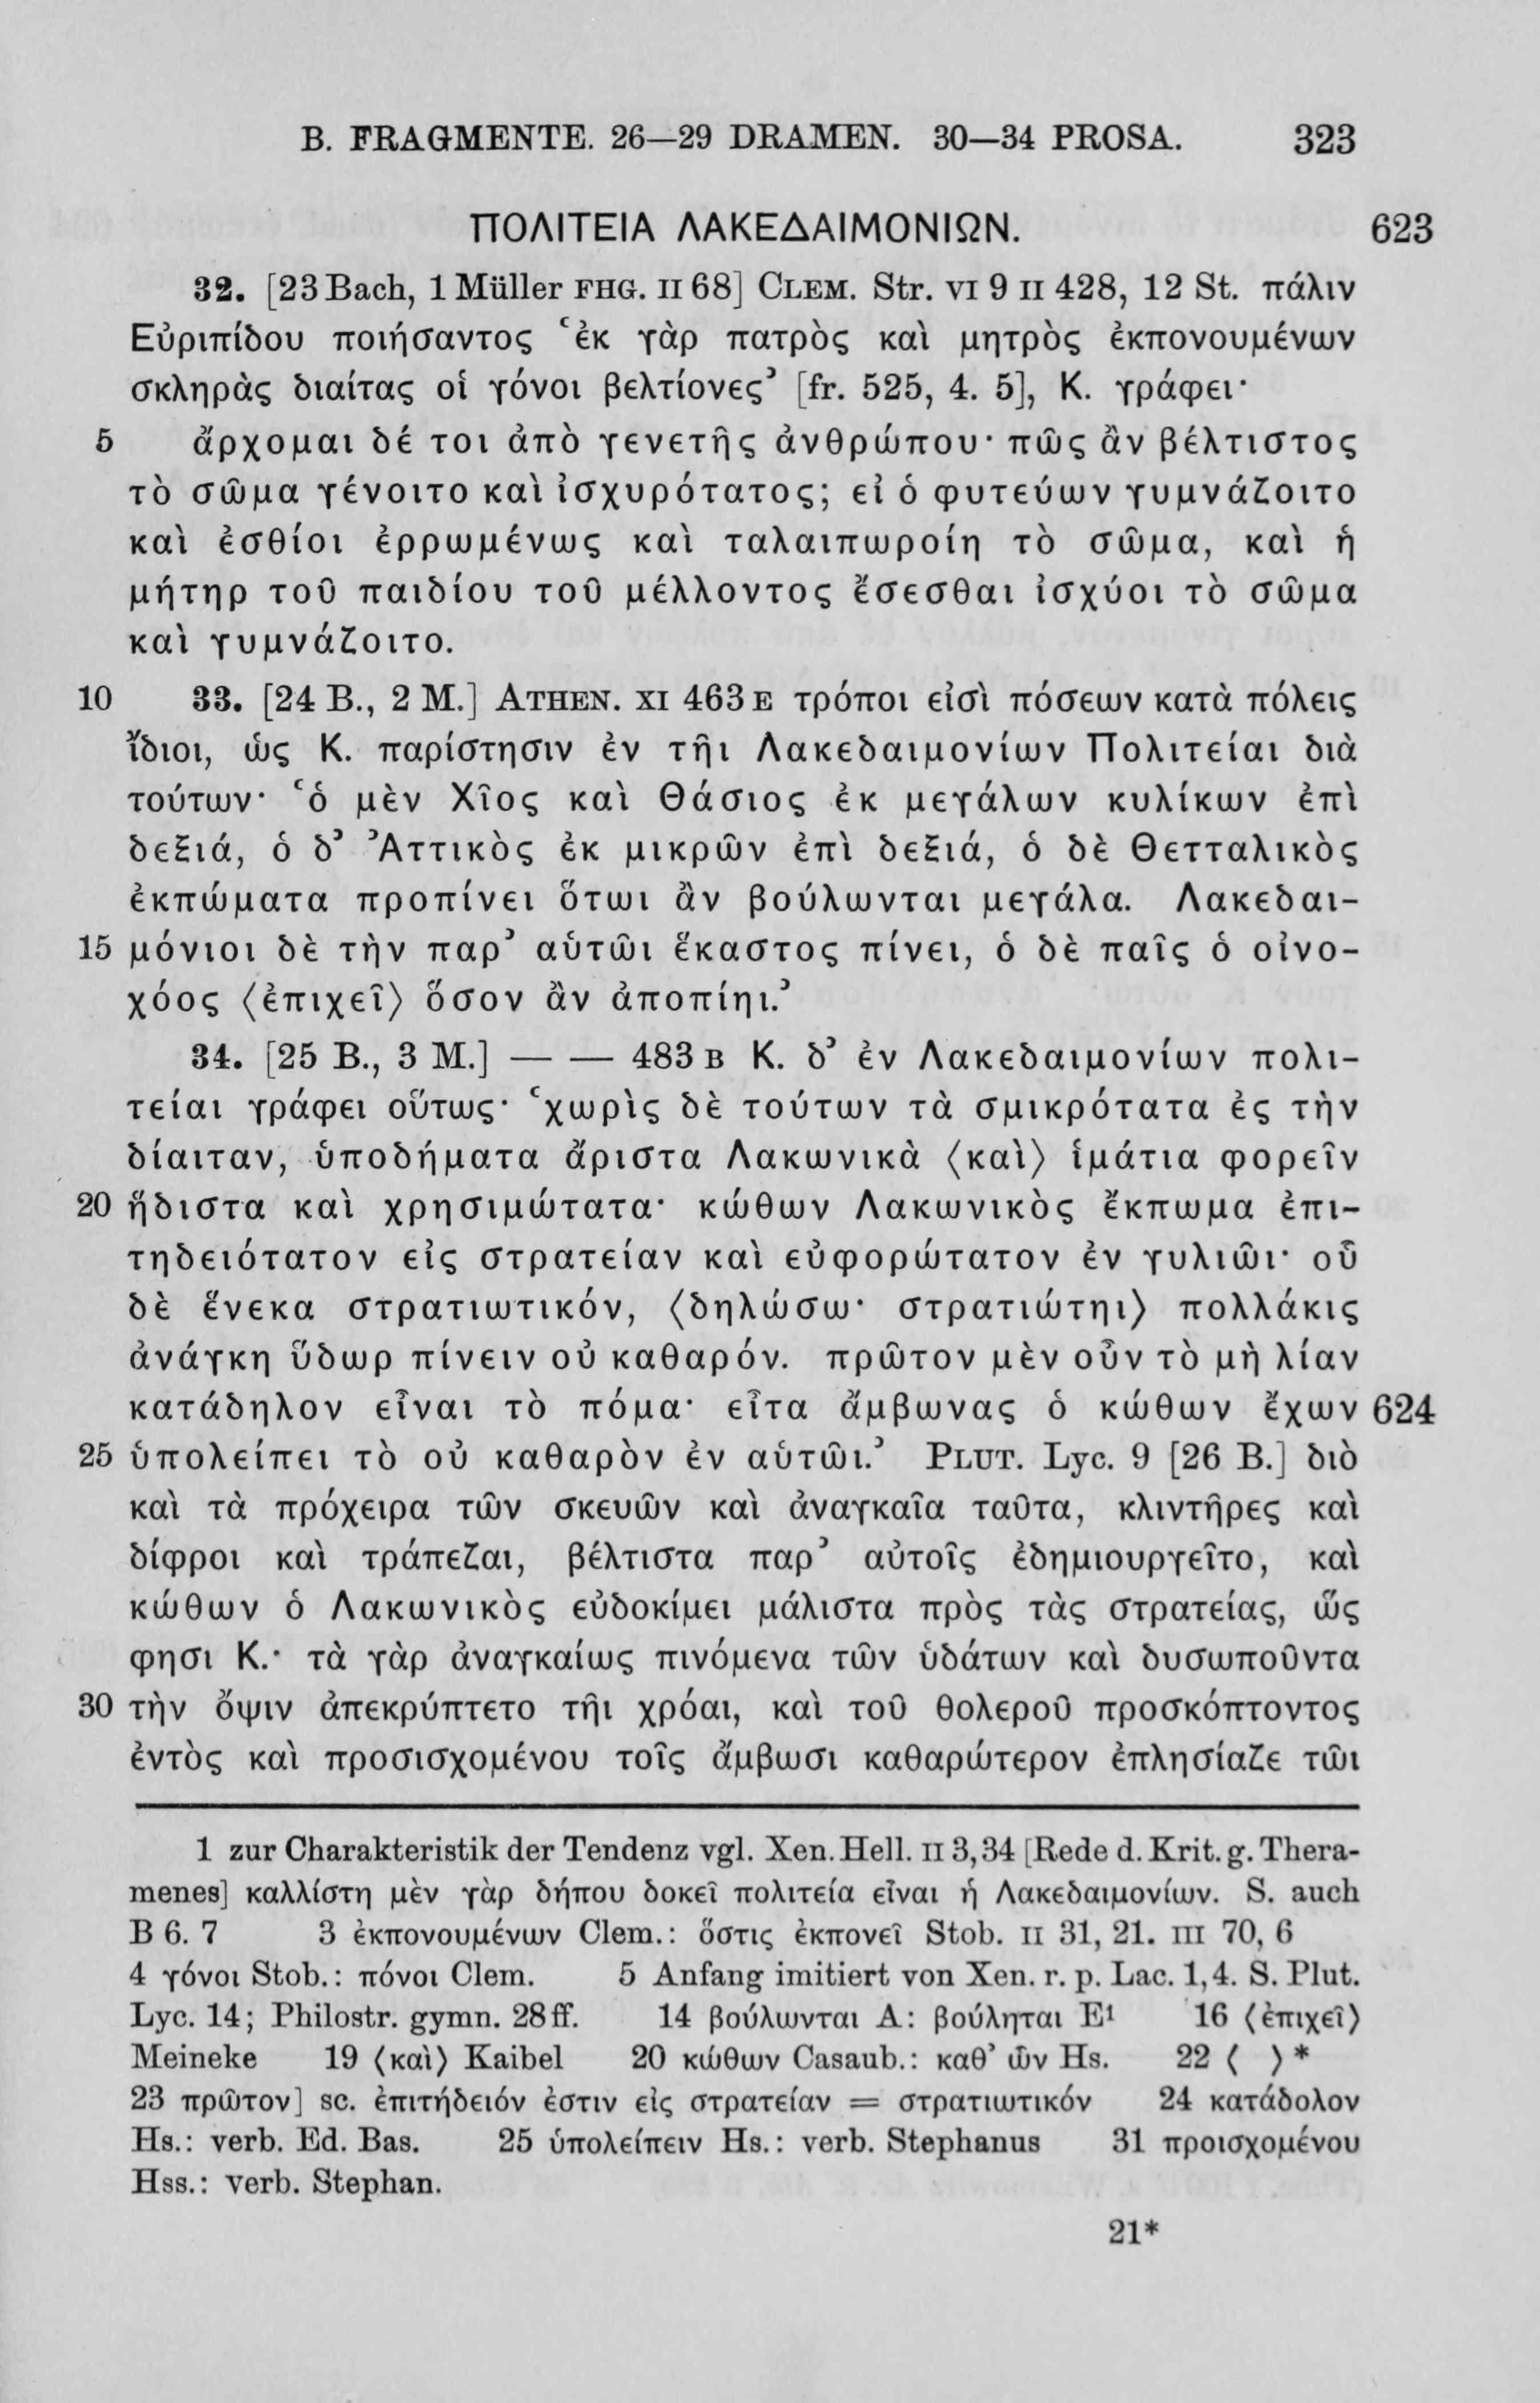 B. FRAGMENTE. 26—29 DRAMEN. 30—34 PROSA. 323
ΠΟΛΙΤΕΙΑ ΛΑΚΕΔΑΙΜΟΝΙΩΝ. 623
32. [23 Bach, 1 Müller FHG. II 68] CLEM. Str. VI 9 II 428, 12 St. πάλιν
Εὐριπίδου ποιήσαντος ‘ἐκ γὰρ πατρὸς καὶ μητρὸς ἐκπονουμένων
σκληρὰς διαίτας οἱ γόνοι βελτίονες’ [fr. 525, 4. 5], Κ. γράφει·
5 ἄρχομαι δέ τοι ἀπὸ γενετῆς ἀνθρώπου· πῶς ἂν βέλτιστος
τὸ σῶμα γένοιτο καὶ ἰσχυρότατος; εἰ ὁ φυτεύων γυμνάζοιτο
καὶ ἐσθίοι ἐρρωμένως καὶ ταλαιπωροίη τὸ σῶμα, καὶ ἡ
μήτηρ τοῦ παιδίου τοῦ μέλλοντος ἔσεσθαι ἰσχύοι τὸ σῶμα
καὶ γυμνάζοιτο.
10 33. [24 B., 2 M.] ATHEN. XI 463 E τρόποι εἰσὶ πόσεων κατὰ πόλεις
ἴδιοι, ὡς Κ. παρίστησιν ἐν τῆι Λακεδαιμονίων Πολιτείαι διὰ
τούτων· ‘ὁ μὲν Χῖος καὶ Θάσιος ἐκ μεγάλων κυλίκων ἐπὶ
δεξιά, ὁ δ’ Ἀττικὸς ἐκ μικρῶν ἐπὶ δεξιά, ὁ δὲ Θετταλικὸς
ἐκπώματα προπίνει ὅτωι ἂν βούλωνται μεγάλα. Λακεδαι-
15 μόνιοι δὲ τὴν παρ’ αὑτῶι ἕκαστος πίνει, ὁ δὲ παῖς ὁ οἰνο-
χόος ⟨ἐπιχεῖ⟩ ὅσον ἂν ἀποπίηι.’
34. [25 B., 3 M.] — — 483 B Κ. δ’ ἐν Λακεδαιμονίων πολι-
τείαι γράφει οὕτως· ‘χωρὶς δὲ τούτων τὰ σμικρότατα ἐς τὴν
δίαιταν, ὑποδήματα ἄριστα Λακωνικὰ ⟨καὶ⟩ ἱμάτια φορεῖν
20 ἥδιστα καὶ χρησιμώτατα· κώθων Λακωνικὸς ἔκπωμα ἐπι-
τηδειότατον εἰς στρατείαν καὶ εὐφορώτατον ἐν γυλιῶι· οὗ
δὲ ἕνεκα στρατιωτικόν, ⟨δηλώσω· στρατιώτηι⟩ πολλάκις
ἀνάγκη ὕδωρ πίνειν οὐ καθαρόν. πρῶτον μὲν οὖν τὸ μὴ λίαν
κατάδηλον εἶναι τὸ πόμα· εἶτα ἄμβωνας ὁ κώθων ἔχων 624
25 ὑπολείπει τὸ οὐ καθαρὸν ἐν αὑτῶι.’ PLUT. Lyc. 9 [26 B.] διὸ
καὶ τὰ πρόχειρα τῶν σκευῶν καὶ ἀναγκαῖα ταῦτα, κλιντῆρες καὶ
δίφροι καὶ τράπεζαι, βέλτιστα παρ’ αὐτοῖς ἐδημιουργεῖτο, καὶ
κώθων ὁ Λακωνικὸς εὐδοκίμει μάλιστα πρὸς τὰς στρατείας, ὥς
φησι Κ.· τὰ γὰρ ἀναγκαίως πινόμενα τῶν ὑδάτων καὶ δυσωποῦντα
30 τὴν ὄψιν ἀπεκρύπτετο τῆι χρόαι, καὶ τοῦ θολεροῦ προσκόπτοντος
ἐντὸς καὶ προσισχομένου τοῖς ἄμβωσι καθαρώτερον ἐπλησίαζε τῶι
1 zur Charakteristik der Tendenz vgl. Xen. Hell. II 3,34 [Rede d. Krit. g. Thera-
menes] καλλίστη μὲν γὰρ δήπου δοκεῖ πολιτεία εἶναι ἡ Λακεδαιμονίων. S. auch
B 6. 7 3 ἐκπονουμένων Clem.: ὅστις ἐκπονεῖ Stob. II 31, 21. III 70, 6
4 γόνοι Stob.: πόνοι Clem. 5 Anfang imitiert von Xen. r. p. Lac. 1,4. S. Plut.
Lyc. 14; Philostr. gymn. 28 ff. 14 βούλωνται A: βούληται E¹ 16 ⟨ἐπιχεῖ⟩
Meineke 19 ⟨καὶ⟩ Kaibel 20 κώθων Casaub.: καθ’ ὧν Hs. 22 ⟨ ⟩ *
23 πρῶτον] sc. ἐπιτήδειόν ἐστιν εἰς στρατείαν = στρατιωτικόν 24 κατάδολον
Hs.: verb. Ed. Bas. 25 ὑπολείπειν Hs.: verb. Stephanus 31 προισχομένου
Hss.: verb. Stephan.
21*